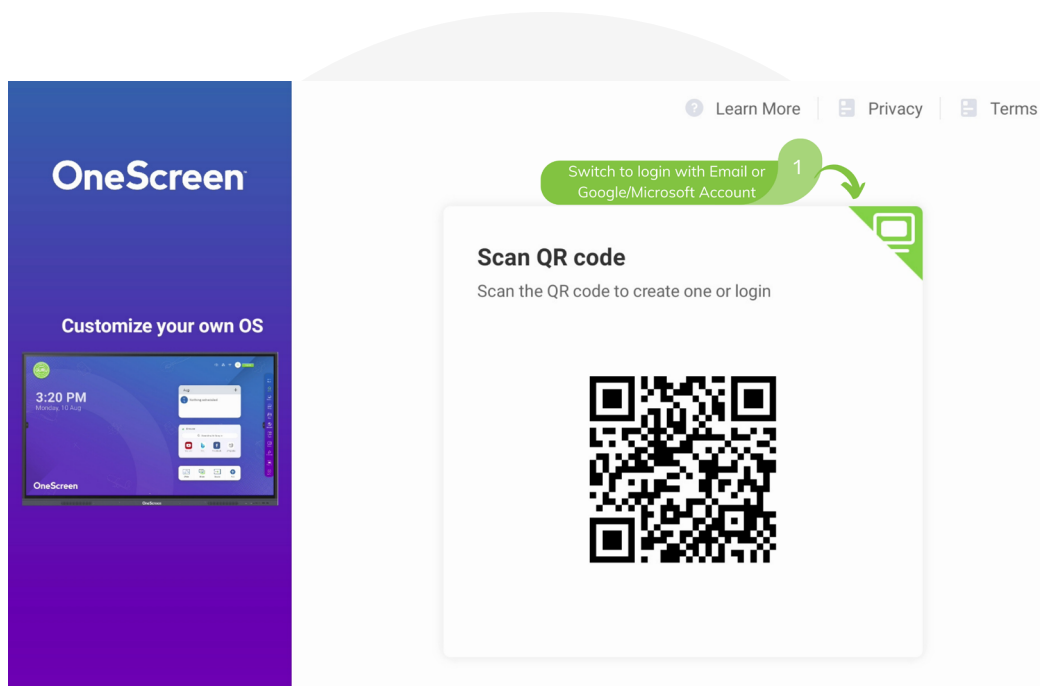 Learn More
Privacy
Terms
OneScreen
Switch to login with Email or
Google/Microsoft Account
1
Scan QR code
Scan the QR code to create one or login
Customize your own OS
3:20 PM
Monday, 10 Aug
OneScreen
OneScreen